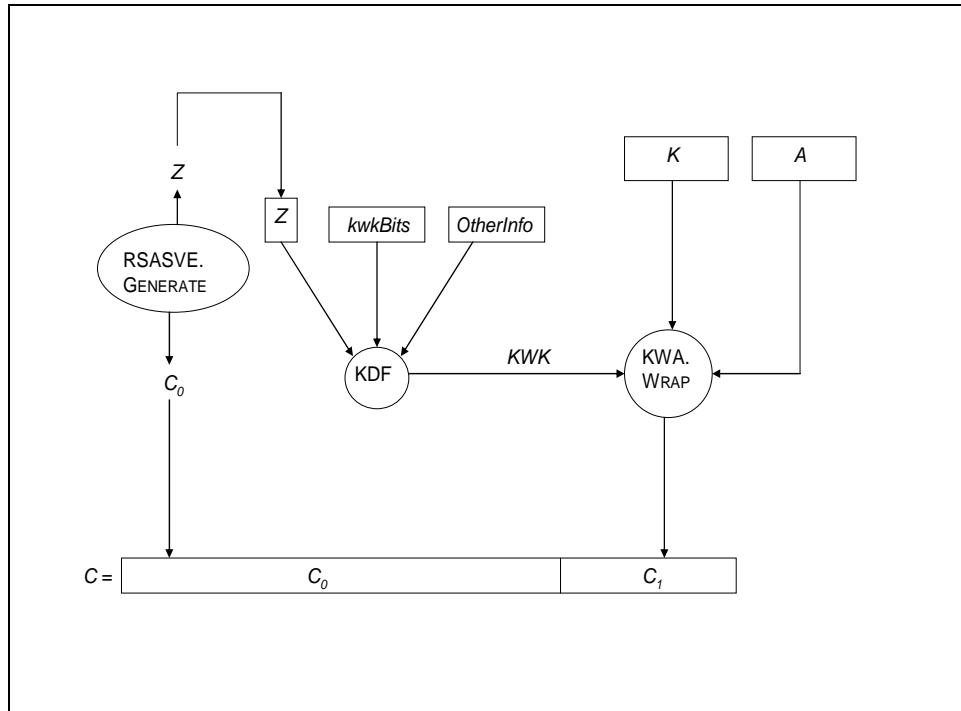 K
A
Z
Z
kwkBits
OtherInfo
RSASVE.
GENERATE
KDF
KWK
KWA.
WRAP
C₀
C =
C₀
C₁